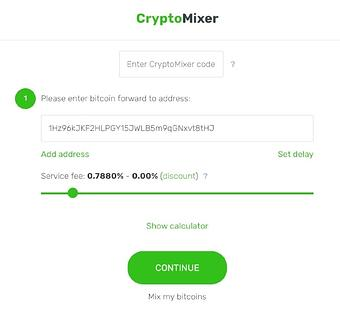 CryptoMixer
Enter CryptoMixer code ?
1 Please enter bitcoin forward to address:
1Hz96kJKF2HLPGY15JWLB5m9qGNxvt8tHJ
Add address Set delay
Service fee: 0.7880% - 0.00% (discount) ?
Show calculator
CONTINUE
Mix my bitcoins